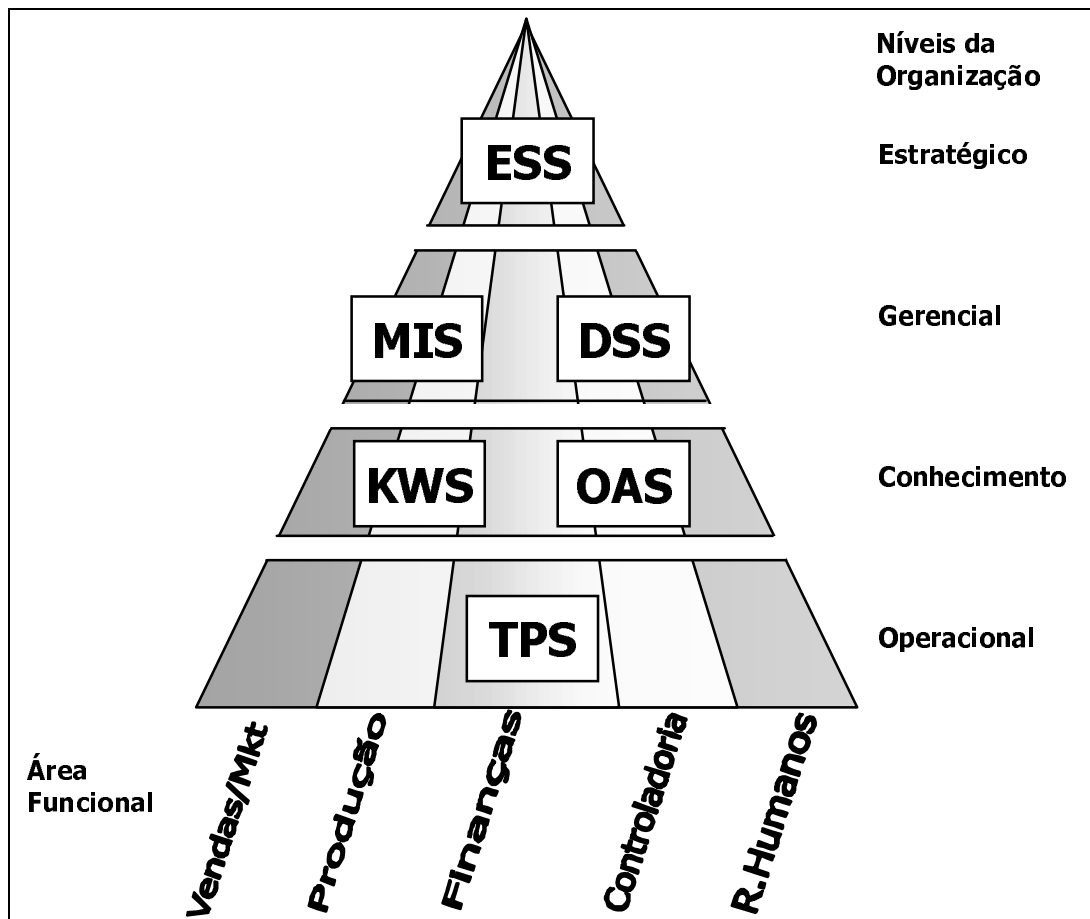 Níveis da
Organização
ESS
Estratégico
MIS
DSS
Gerencial
KWS
OAS
Conhecimento
TPS
Operacional
Área
Funcional
Vendas/Mkt
Produção
Finanças
Controladoria
R.Humanos